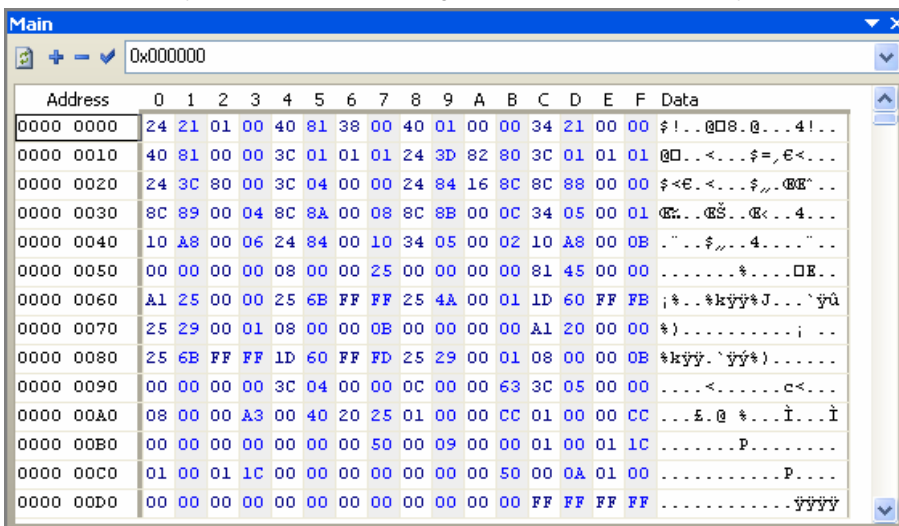 Main
0x000000
Address 0 1 2 3 4 5 6 7 8 9 A B C D E F Data
0000 0000 24 21 01 00 40 81 38 00 40 01 00 00 34 21 00 00 $!..@□8.@...4!..
0000 0010 40 81 00 00 3C 01 01 01 24 3D 82 80 3C 01 01 01 @□..<...$=‚€<...
0000 0020 24 3C 80 00 3C 04 00 00 24 84 16 8C 8C 88 00 00 $<€.<...$„.ŒŒˆ..
0000 0030 8C 89 00 04 8C 8A 00 08 8C 8B 00 0C 34 05 00 01 Œ‰..ŒŠ..Œ‹..4...
0000 0040 10 A8 00 06 24 84 00 10 34 05 00 02 10 A8 00 0B .¨..$„..4....¨..
0000 0050 00 00 00 00 08 00 00 25 00 00 00 00 81 45 00 00 .......%....□E..
0000 0060 A1 25 00 00 25 6B FF FF 25 4A 00 01 1D 60 FF FB ¡%..%kÿÿ%J...`ÿû
0000 0070 25 29 00 01 08 00 00 0B 00 00 00 00 A1 20 00 00 %)..........¡ ..
0000 0080 25 6B FF FF 1D 60 FF FD 25 29 00 01 08 00 00 0B %kÿÿ.`ÿý%)......
0000 0090 00 00 00 00 3C 04 00 00 0C 00 00 63 3C 05 00 00 ....<......c<...
0000 00A0 08 00 00 A3 00 40 20 25 01 00 00 CC 01 00 00 CC ...£.@ %...Ì...Ì
0000 00B0 00 00 00 00 00 00 00 50 00 09 00 00 01 00 01 1C .......P........
0000 00C0 01 00 01 1C 00 00 00 00 00 00 00 50 00 0A 01 00 ...........P....
0000 00D0 00 00 00 00 00 00 00 00 00 00 00 00 FF FF FF FF ............ÿÿÿÿ